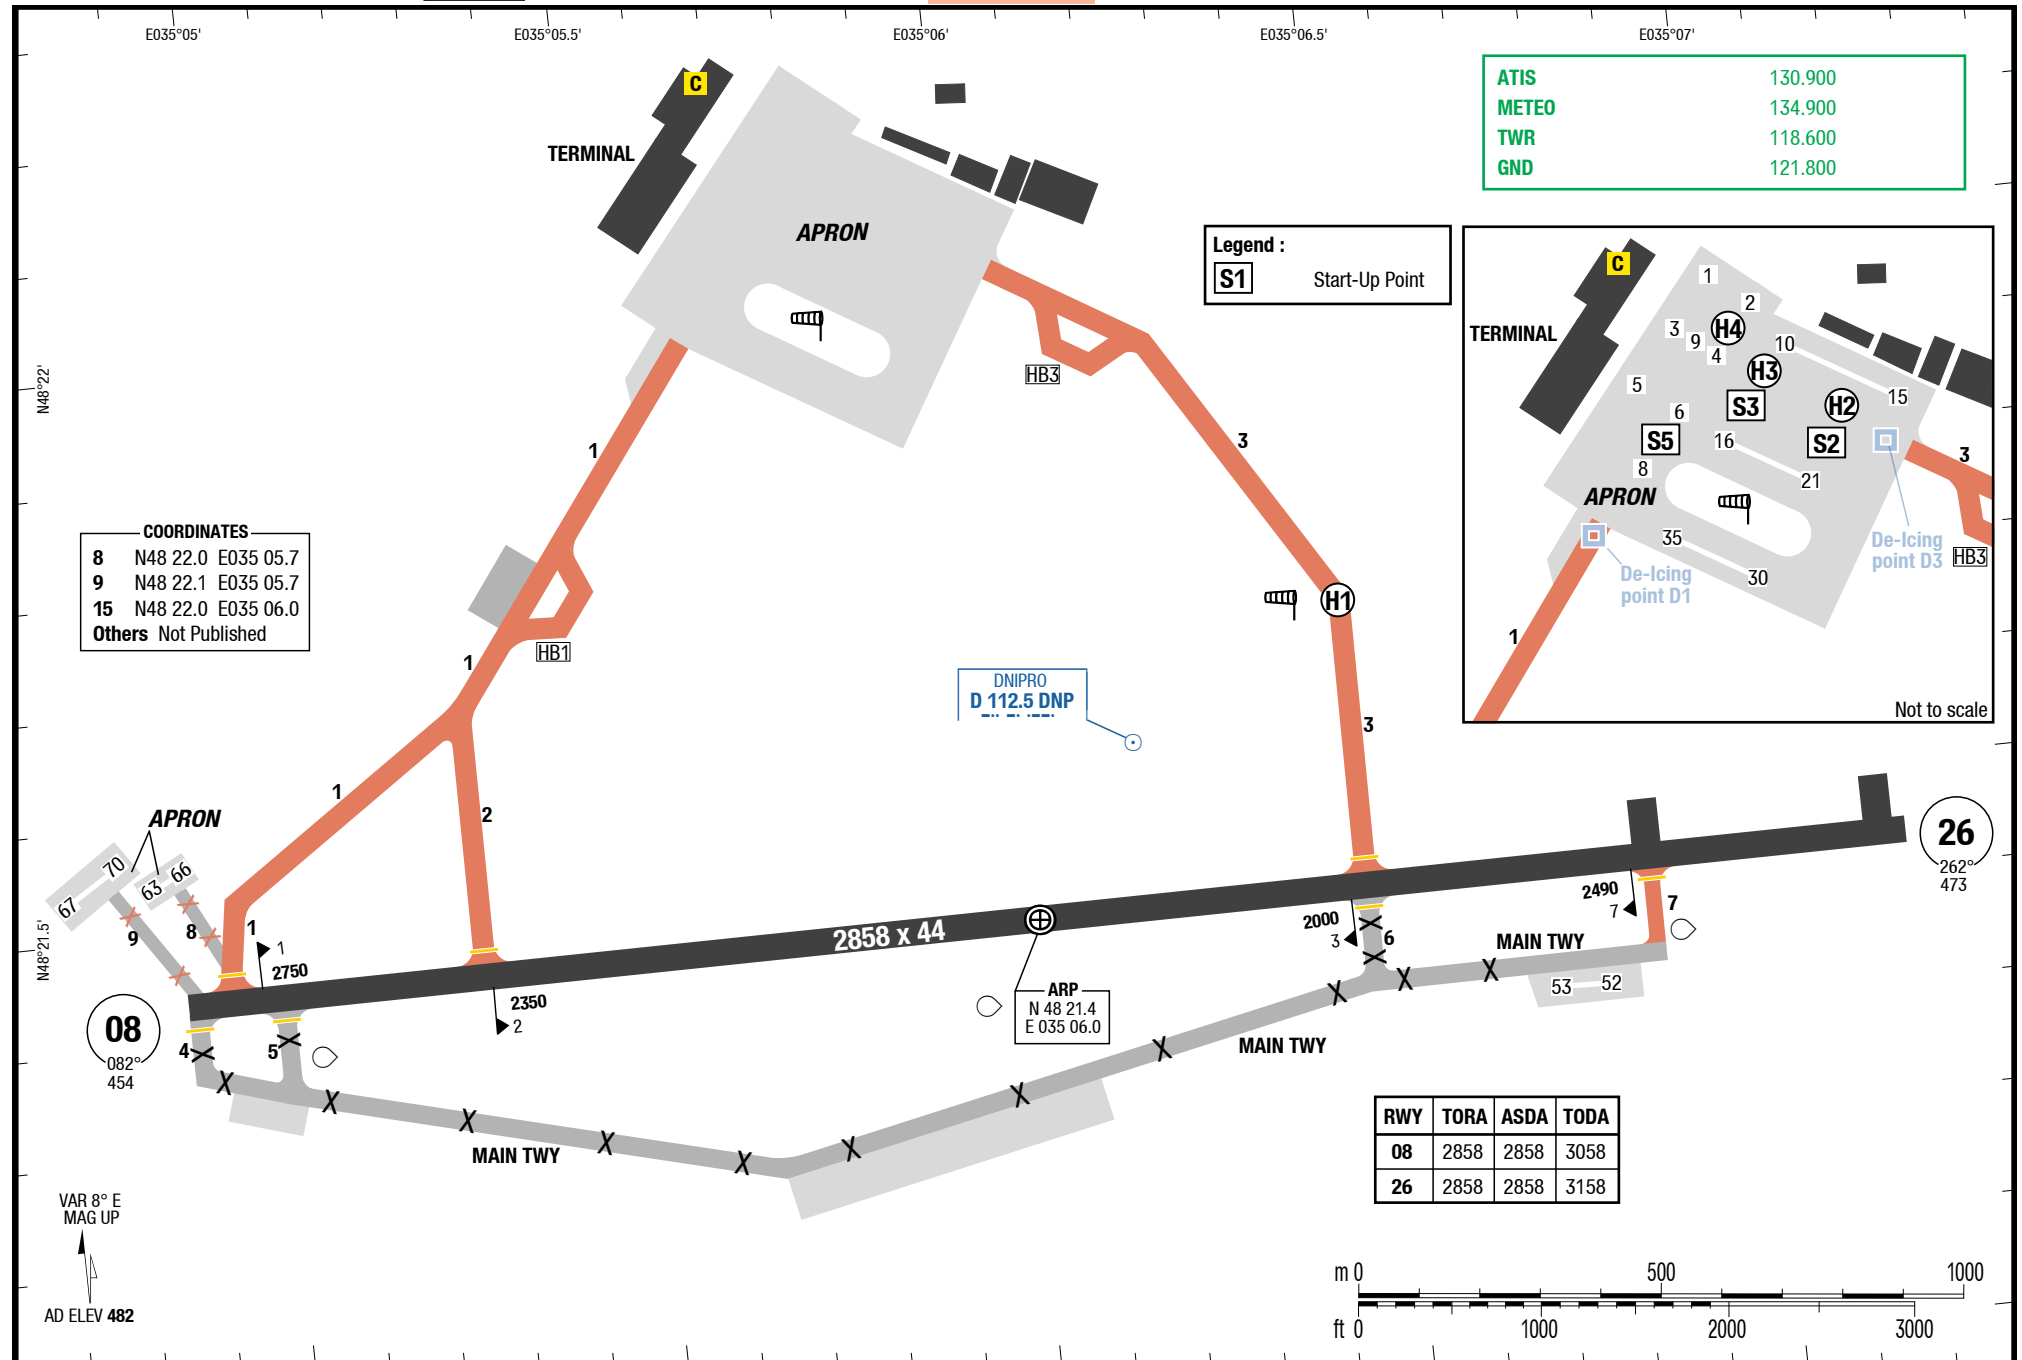 E035°05'
E035°05.5'
E035°06'
E035°06.5'
E035°07'
C
TERMINAL
APRON
ATIS 130.900
METEO 134.900
TWR 118.600
GND 121.800
Legend :
S1 Start-Up Point
C
TERMINAL
1
2
3
H4
9
4
10
H3
5
15
S3
H2
6
S5
16
S2
8
21
3
APRON
35
De-Icing
point D3
HB3
De-Icing
point D1
30
1
Not to scale
N48°22'
HB3
1
3
COORDINATES
8 N48 22.0 E035 05.7
9 N48 22.1 E035 05.7
15 N48 22.0 E035 06.0
Others Not Published
H1
HB1
1
DNIPRO
D 112.5 DNP
3
1
2
APRON
70
66
63
67
26
262°
473
9
8
1
1
2750
N48°21.5'
2858 x 44
2490
7
7
2000
3
6
MAIN TWY
53
52
2350
2
ARP
N 48 21.4
E 035 06.0
08
082°
454
4
5
MAIN TWY
MAIN TWY
RWY TORA ASDA TODA
08 2858 2858 3058
26 2858 2858 3158
VAR 8° E
MAG UP
AD ELEV 482
m 0 500 1000
ft 0 1000 2000 3000